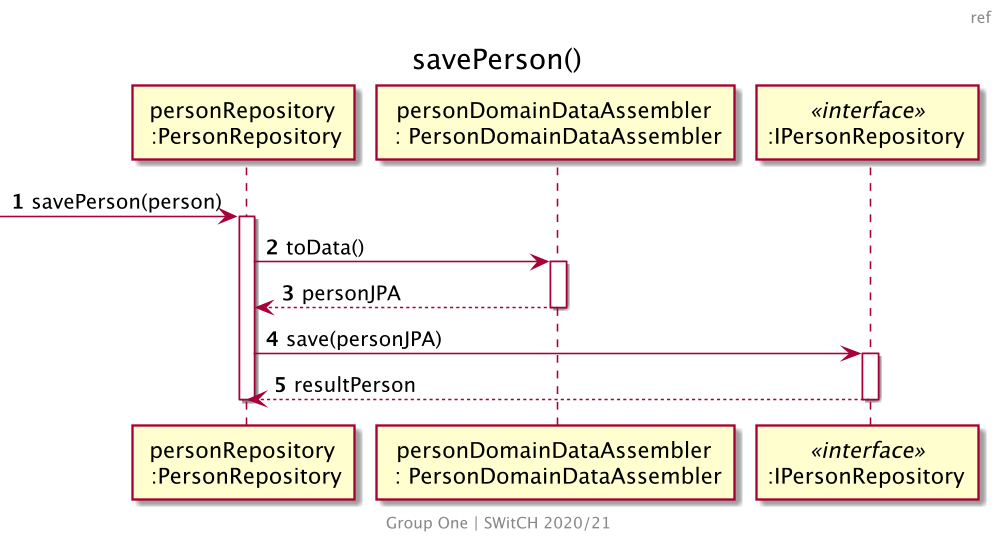 ref
savePerson()
personRepository
:PersonRepository
personDomainDataAssembler
: PersonDomainDataAssembler
«interface»
:IPersonRepository
1 savePerson(person)
2 toData()
3 personJPA
4 save(personJPA)
5 resultPerson
personRepository
:PersonRepository
personDomainDataAssembler
: PersonDomainDataAssembler
«interface»
:IPersonRepository
Group One | SWitCH 2020/21